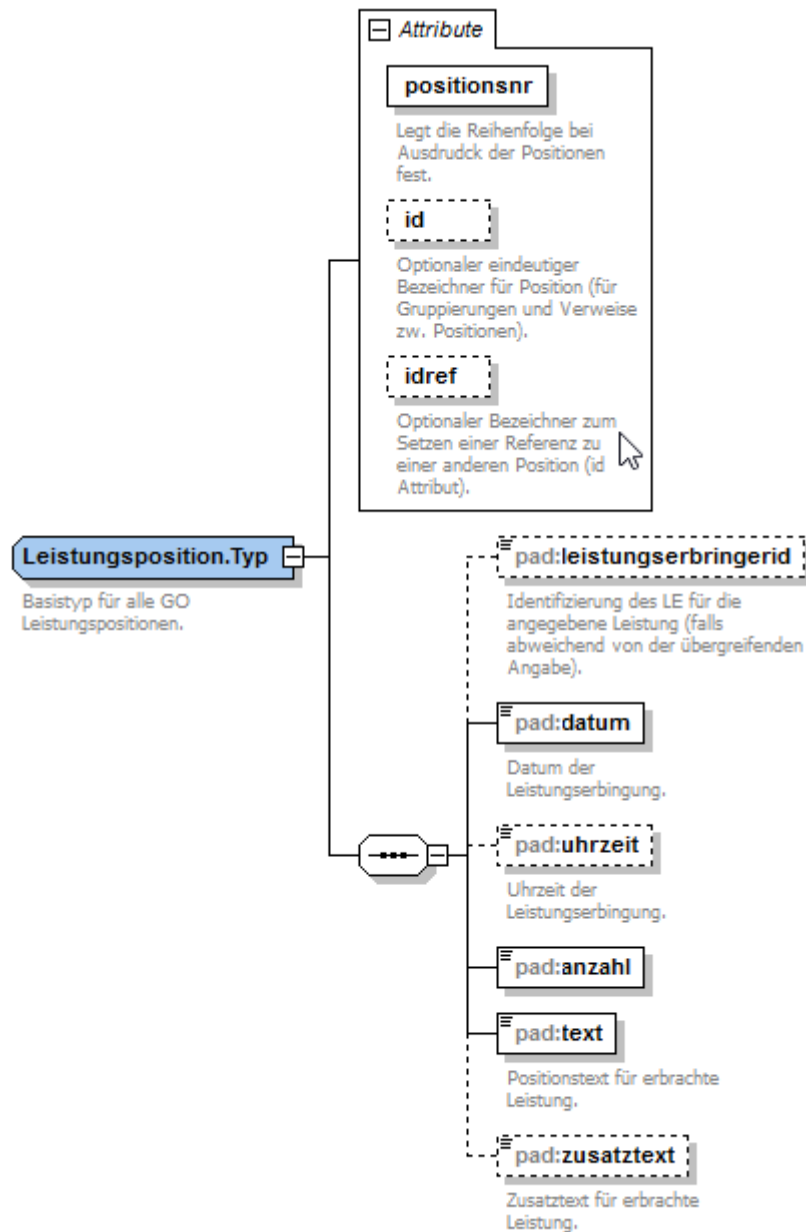 Attribute
positionsnr
Legt die Reihenfolge bei
Ausdrudck der Positionen
fest.
id
Optionaler eindeutiger
Bezeichner für Position (für
Gruppierungen und Verweise
zw. Positionen).
idref
Optionaler Bezeichner zum
Setzen einer Referenz zu
einer anderen Position (id
Attribut).
Leistungsposition.Typ
Basistyp für alle GO
Leistungspositionen.
pad:leistungserbringerid
Identifizierung des LE für die
angegebene Leistung (falls
abweichend von der übergreifenden
Angabe).
pad:datum
Datum der
Leistungserbingung.
pad:uhrzeit
Uhrzeit der
Leistungserbingung.
pad:anzahl
pad:text
Positionstext für erbrachte
Leistung.
pad:zusatztext
Zusatztext für erbrachte
Leistung.